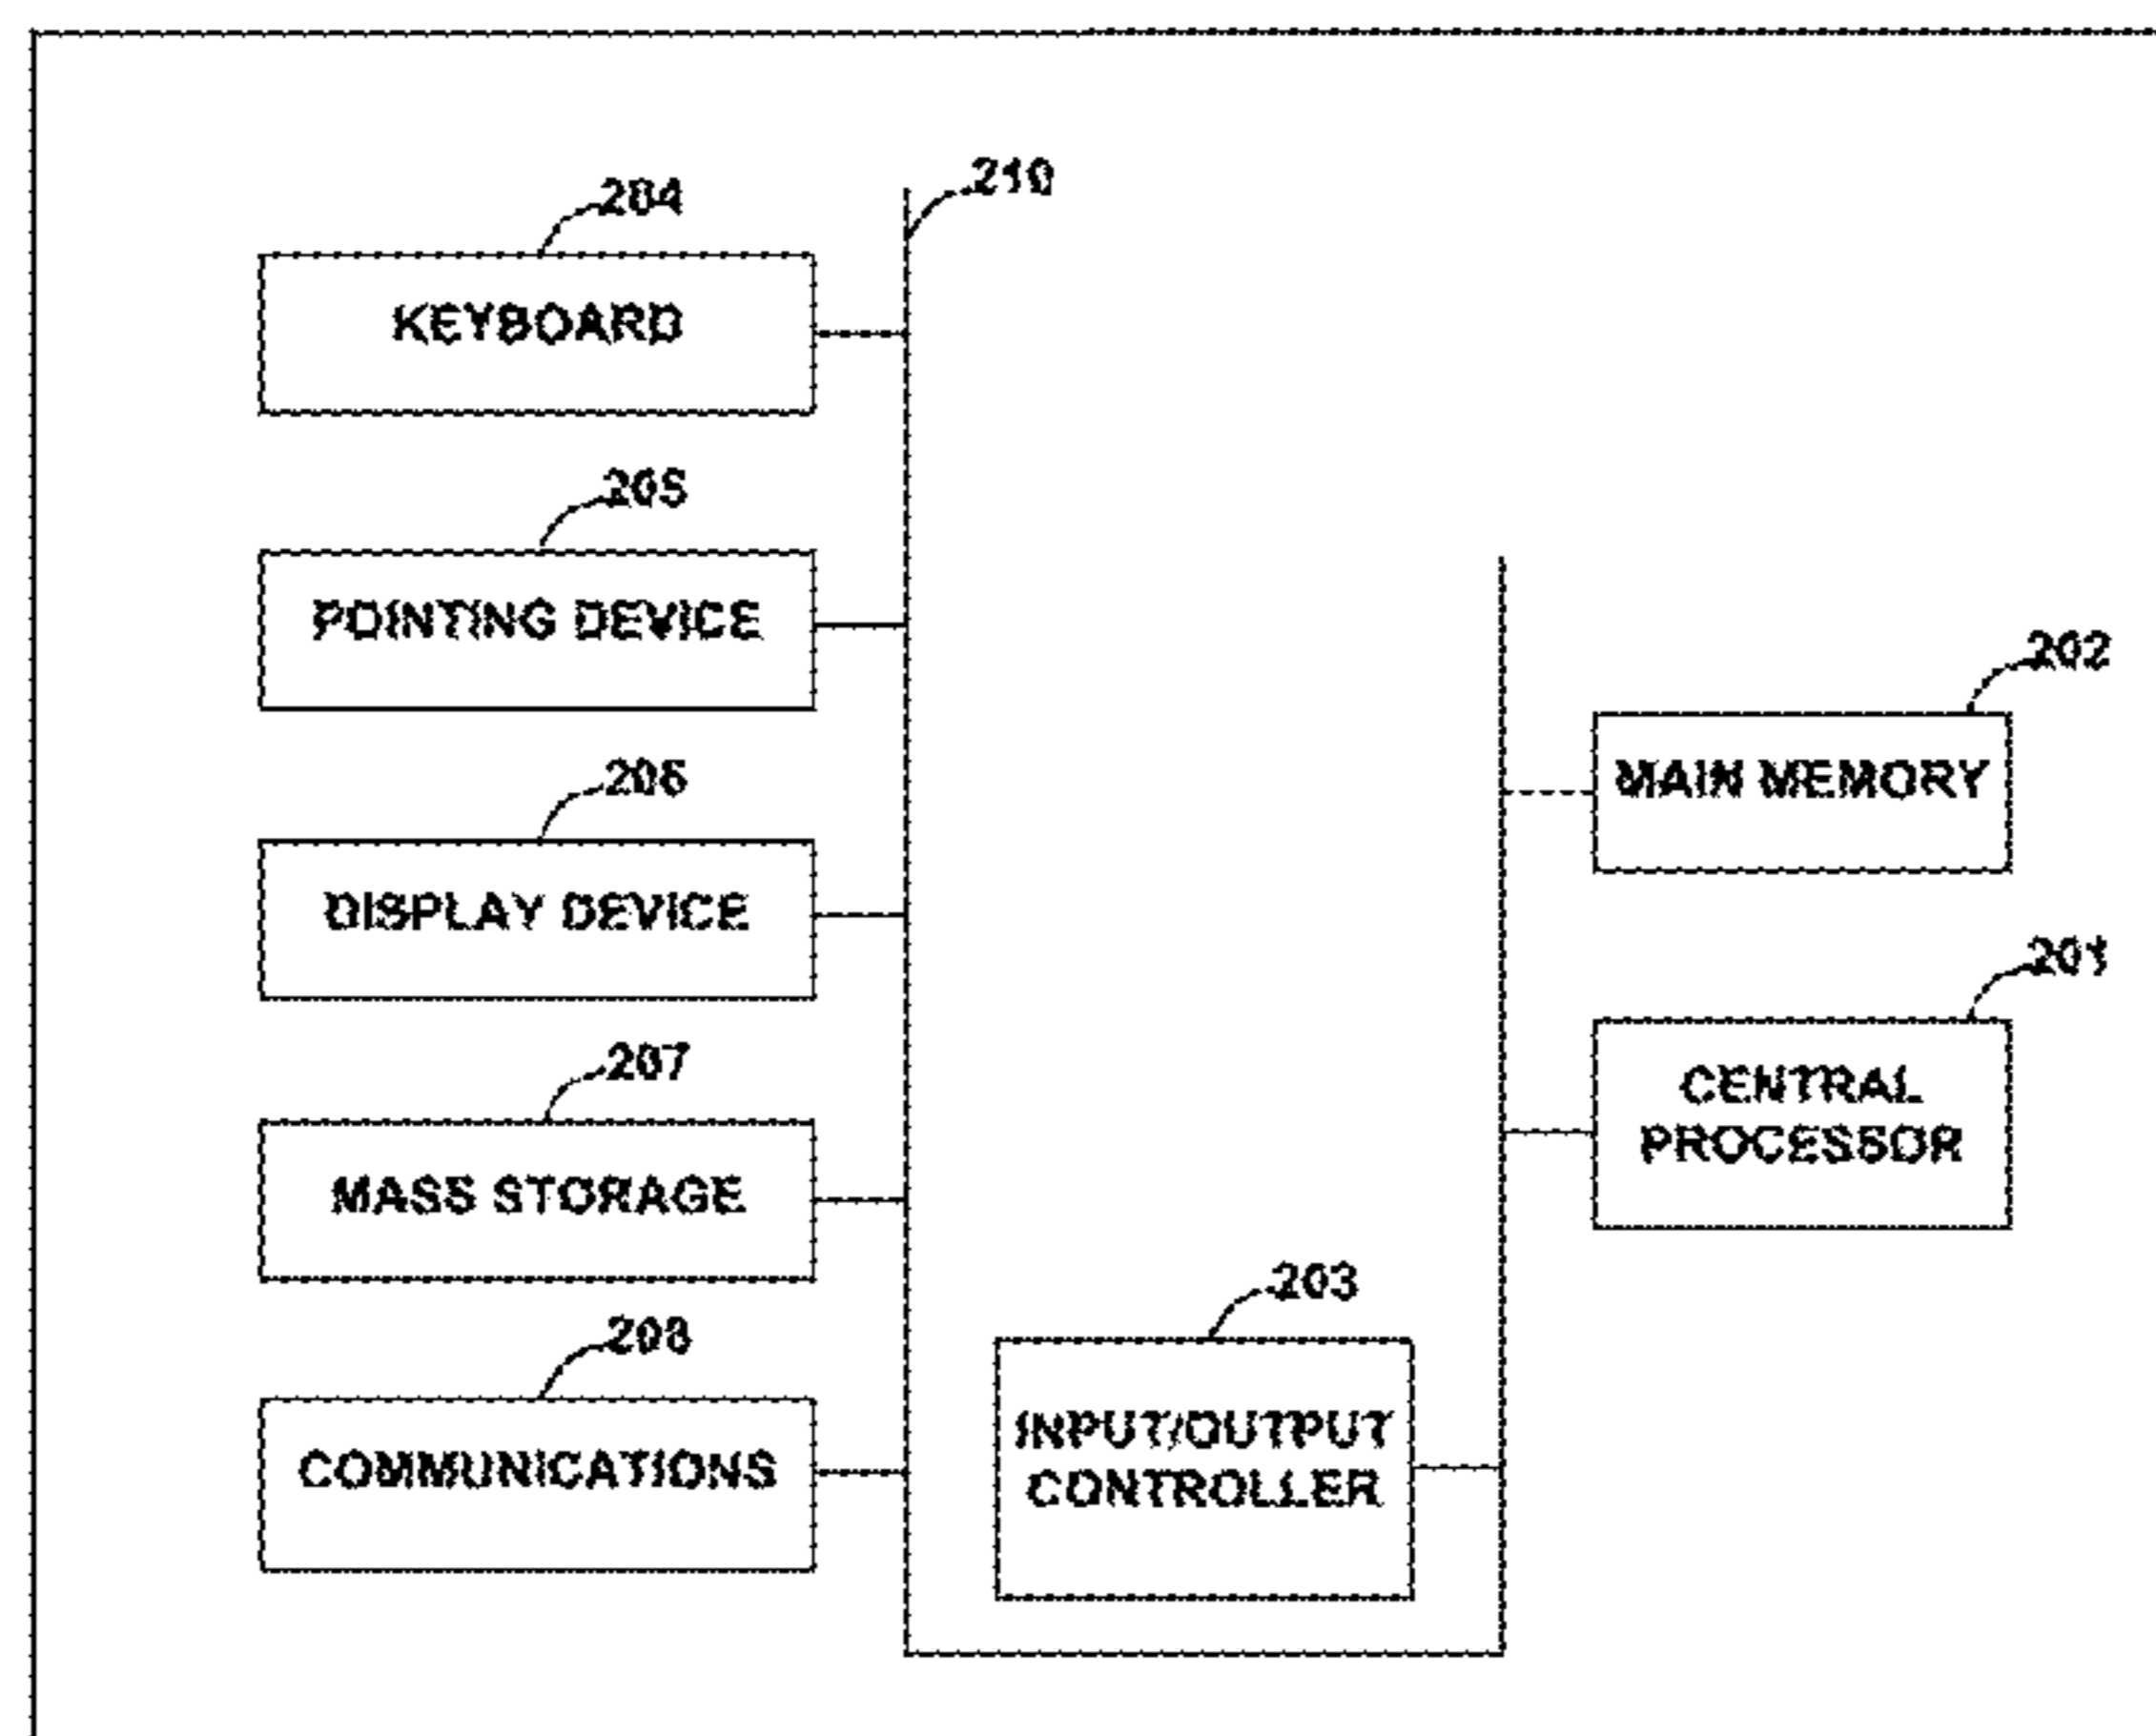 210
204
KEYBOARD
205
POINTING DEVICE
202
MAIN MEMORY
206
DISPLAY DEVICE
201
CENTRAL
PROCESSOR
207
MASS STORAGE
203
INPUT/OUTPUT
CONTROLLER
208
COMMUNICATIONS